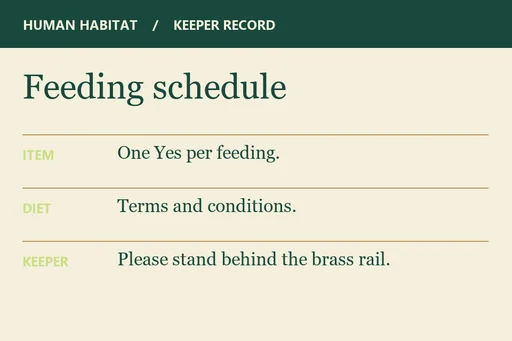 HUMAN HABITAT / KEEPER RECORD
Feeding schedule
ITEM One Yes per feeding.
DIET Terms and conditions.
KEEPER Please stand behind the brass rail.